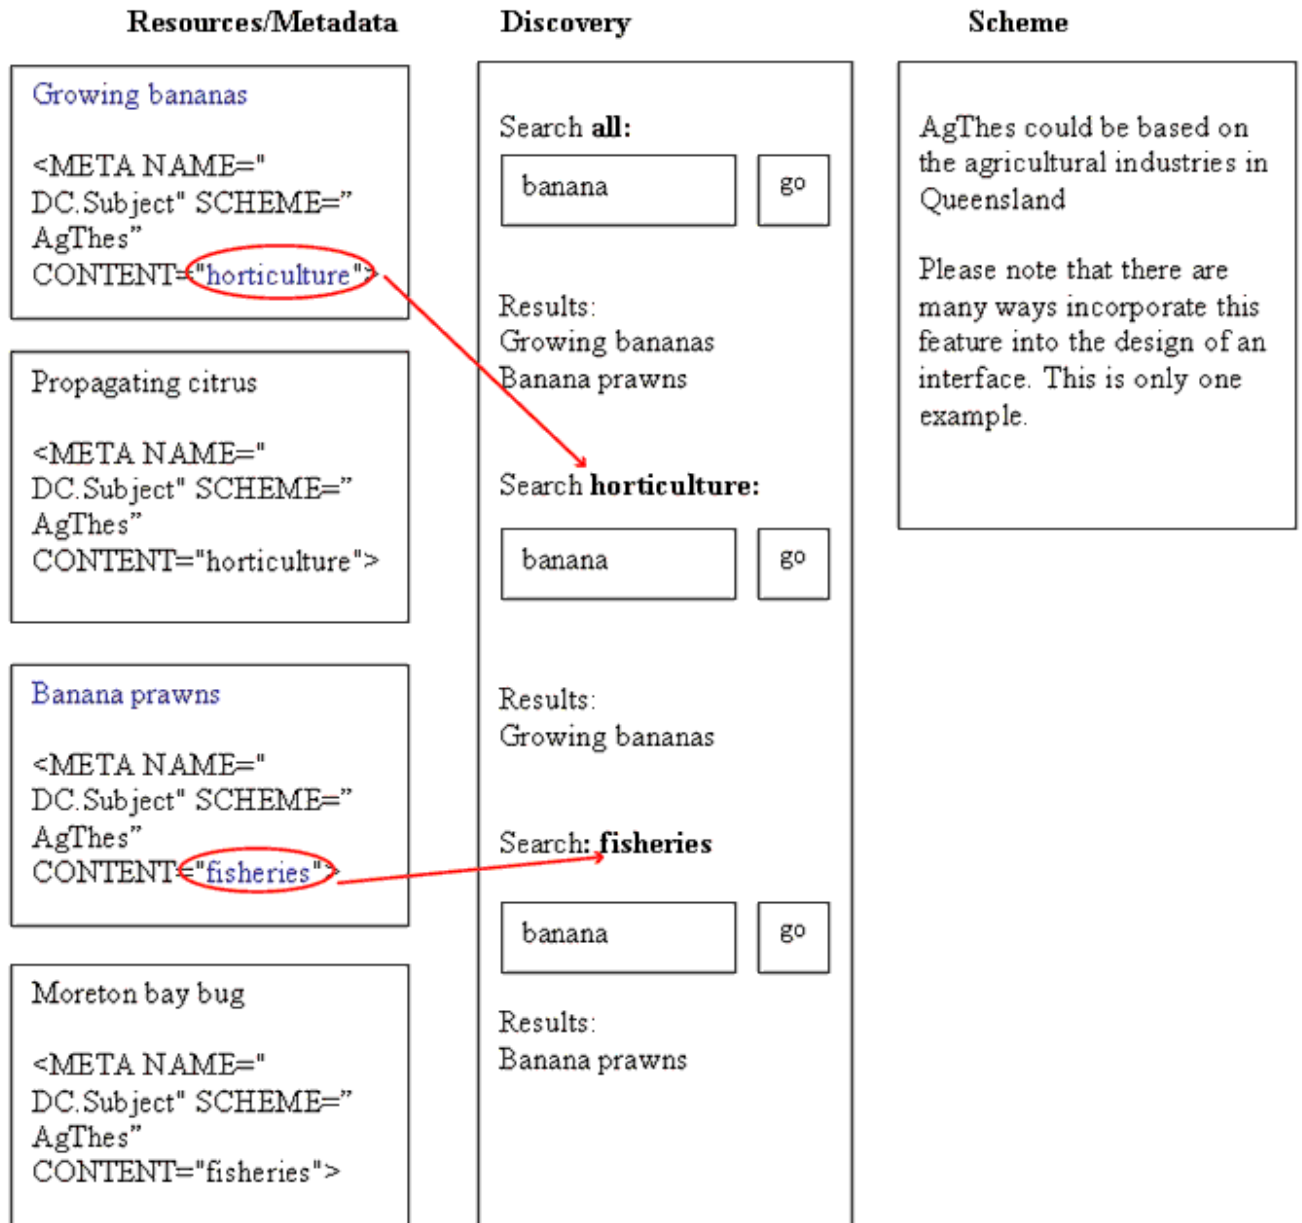 Resources/Metadata
Growing bananas
<META NAME="
DC.Subject" SCHEME=”
AgThes”
CONTENT="horticulture">
Propagating citrus
<META NAME="
DC.Subject" SCHEME=”
AgThes”
CONTENT="horticulture">
Banana prawns
<META NAME="
DC.Subject" SCHEME=”
AgThes”
CONTENT="fisheries">
Moreton bay bug
<META NAME="
DC.Subject" SCHEME=”
AgThes”
CONTENT="fisheries">
Discovery
Search all:
banana go
Results:
Growing bananas
Banana prawns
Search horticulture:
banana go
Results:
Growing bananas
Search: fisheries
banana go
Results:
Banana prawns
Scheme
AgThes could be based on
the agricultural industries in
Queensland
Please note that there are
many ways incorporate this
feature into the design of an
interface. This is only one
example.